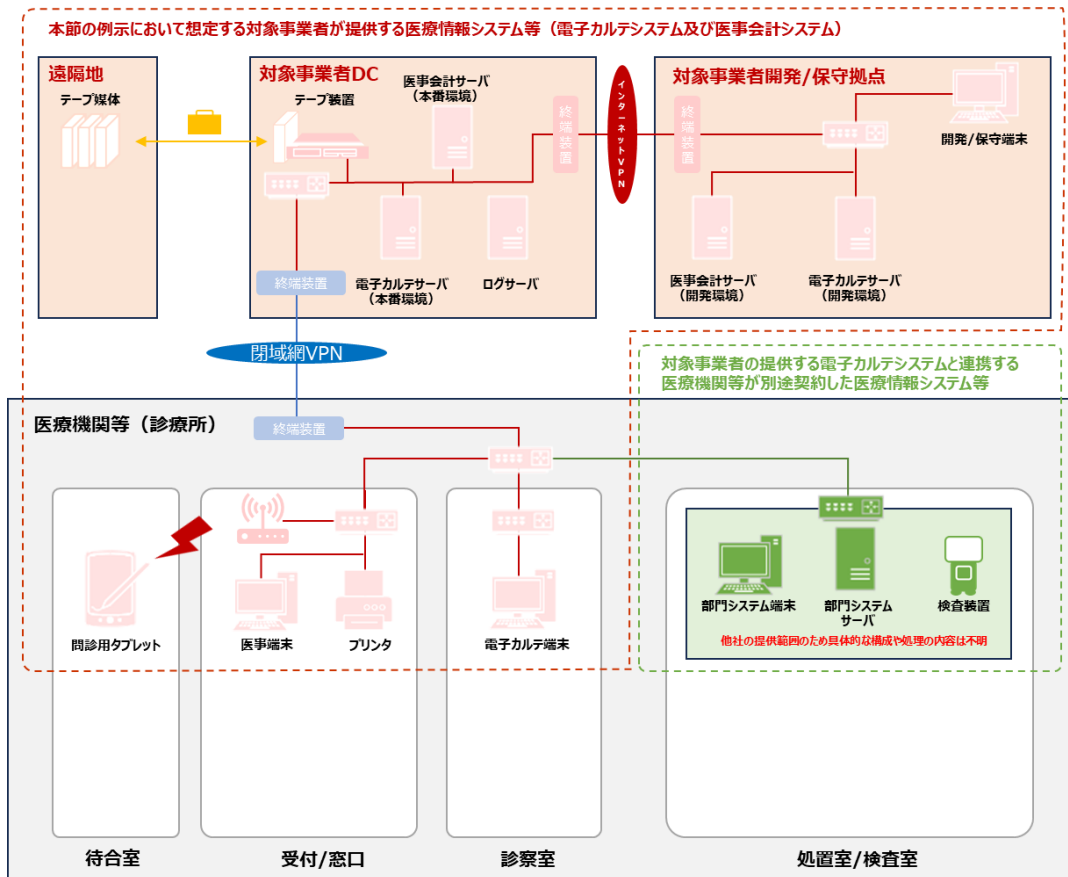 本節の例示において想定する対象事業者が提供する医療情報システム等（電子カルテシステム及び医事会計システム）
遠隔地
テープ媒体
対象事業者DC
テープ装置
医事会計サーバ
（本番環境）
終端装置
電子カルテサーバ
（本番環境）
ログサーバ
終端装置
インターネットVPN
対象事業者開発/保守拠点
終端装置
開発/保守端末
医事会計サーバ
（開発環境）
電子カルテサーバ
（開発環境）
閉域網VPN
対象事業者の提供する電子カルテシステムと連携する
医療機関等が別途契約した医療情報システム等
医療機関等（診療所）
終端装置
問診用タブレット
医事端末
プリンタ
電子カルテ端末
部門システム端末
部門システム
サーバ
検査装置
他社の提供範囲のため具体的な構成や処理の内容は不明
待合室
受付/窓口
診察室
処置室/検査室